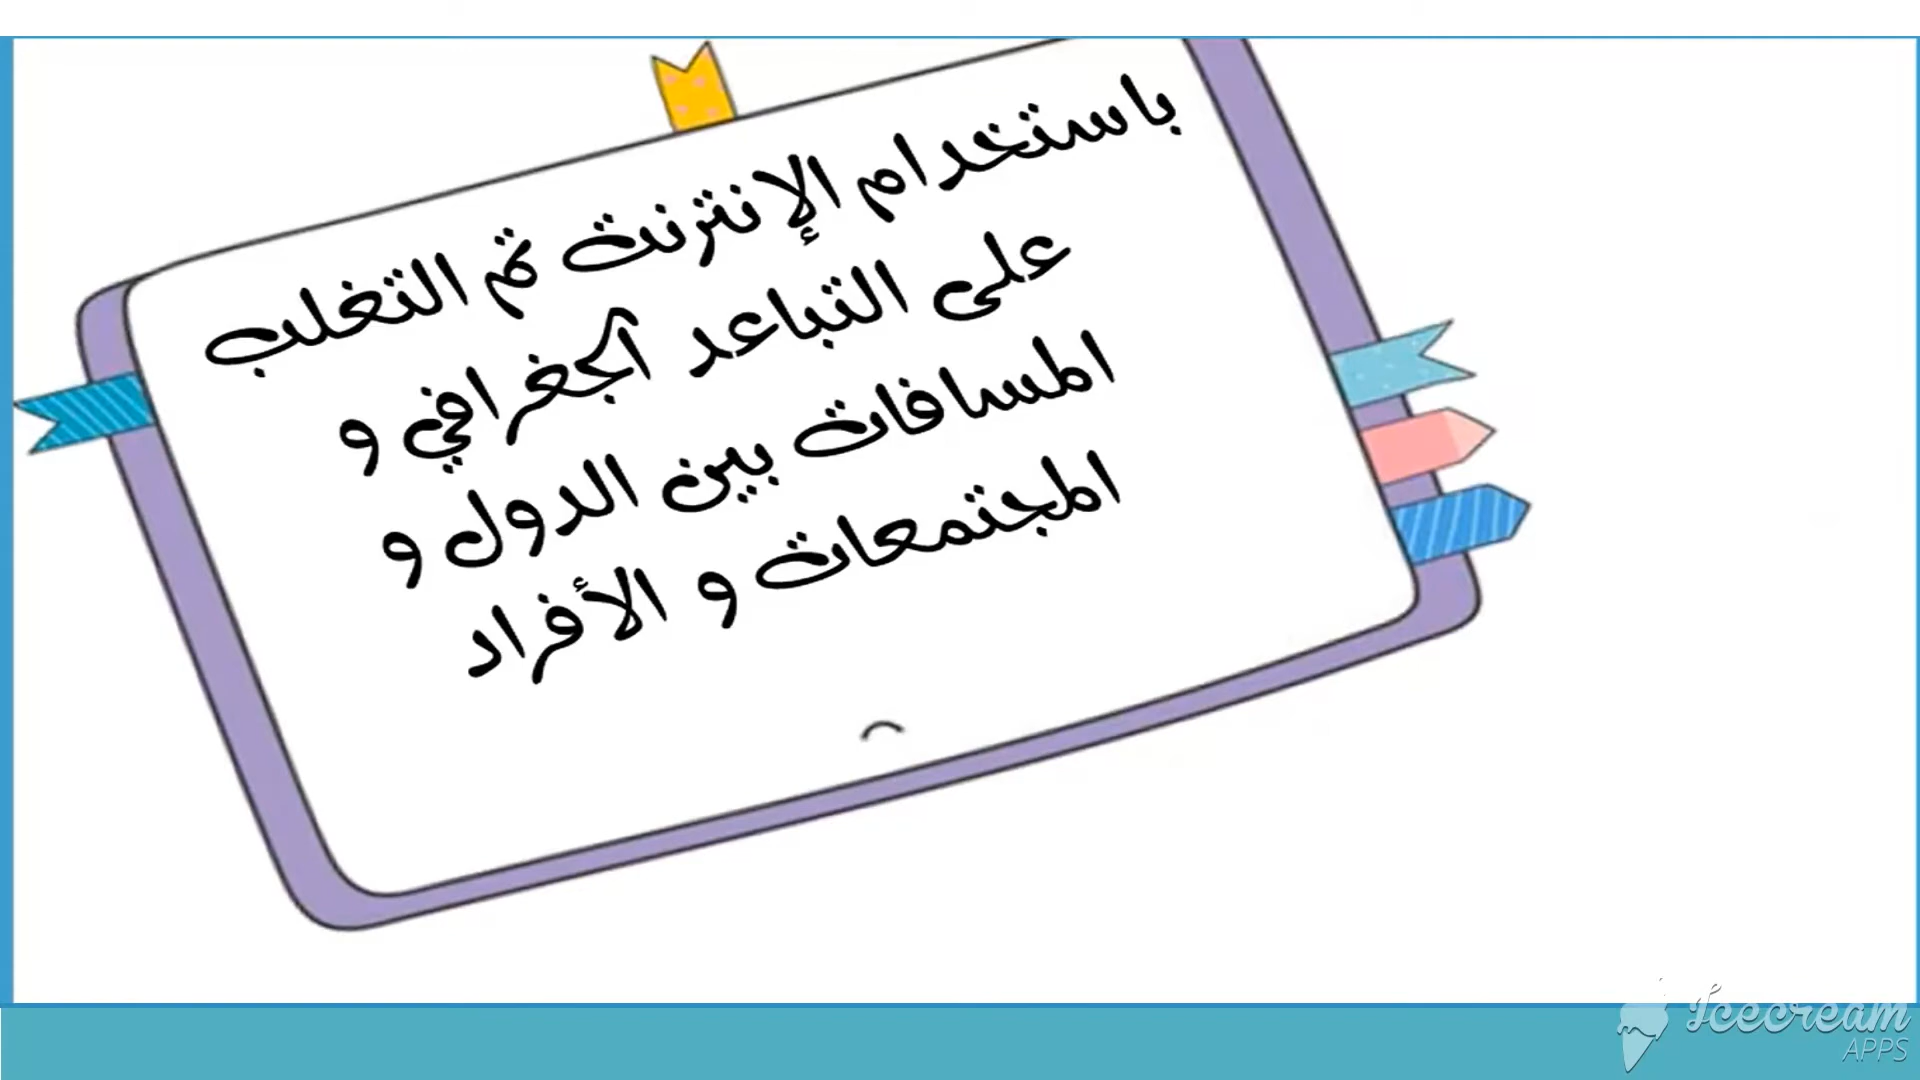 باستخدام الإنترنت تم التغلب
على التباعد الجغرافي و
المسافات بين الدول و
المجتمعات و الأفراد
Icecream
APPS